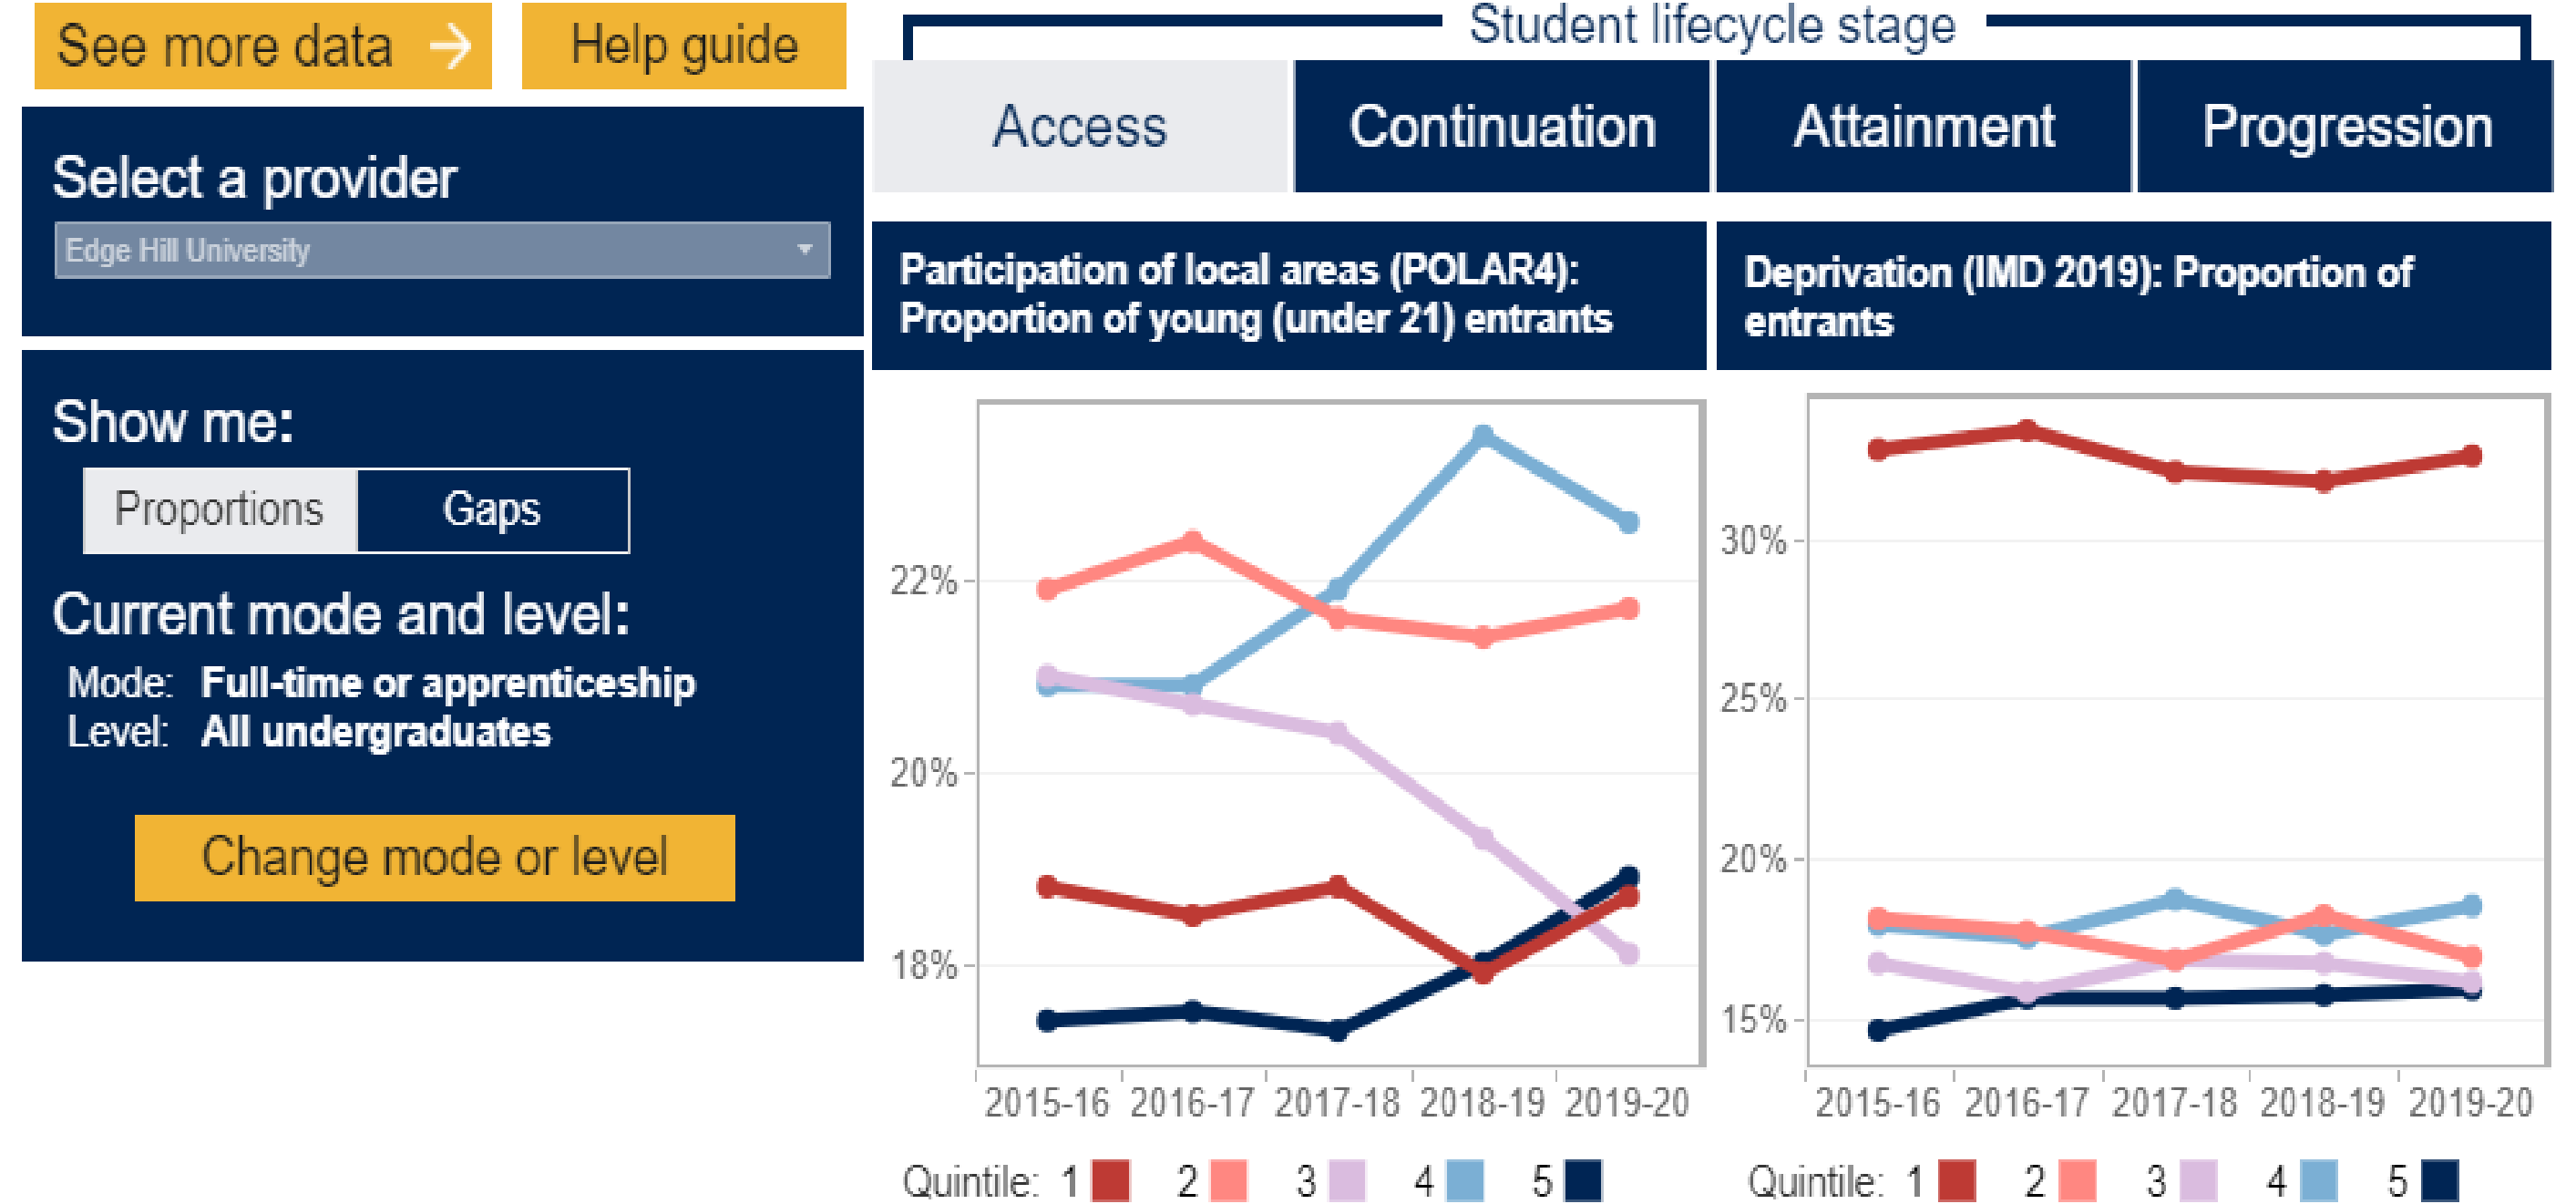 See more data →
Help guide
Student lifecycle stage
Access
Continuation
Attainment
Progression
Select a provider
Edge Hill University
Show me:
Proportions
Gaps
Current mode and level:
Mode: Full-time or apprenticeship
Level: All undergraduates
Change mode or level
Participation of local areas (POLAR4):
Proportion of young (under 21) entrants
22%
20%
18%
2015-16 2016-17 2017-18 2018-19 2019-20
Quintile: 1 2 3 4 5
Deprivation (IMD 2019): Proportion of
entrants
30%
25%
20%
15%
2015-16 2016-17 2017-18 2018-19 2019-20
Quintile: 1 2 3 4 5